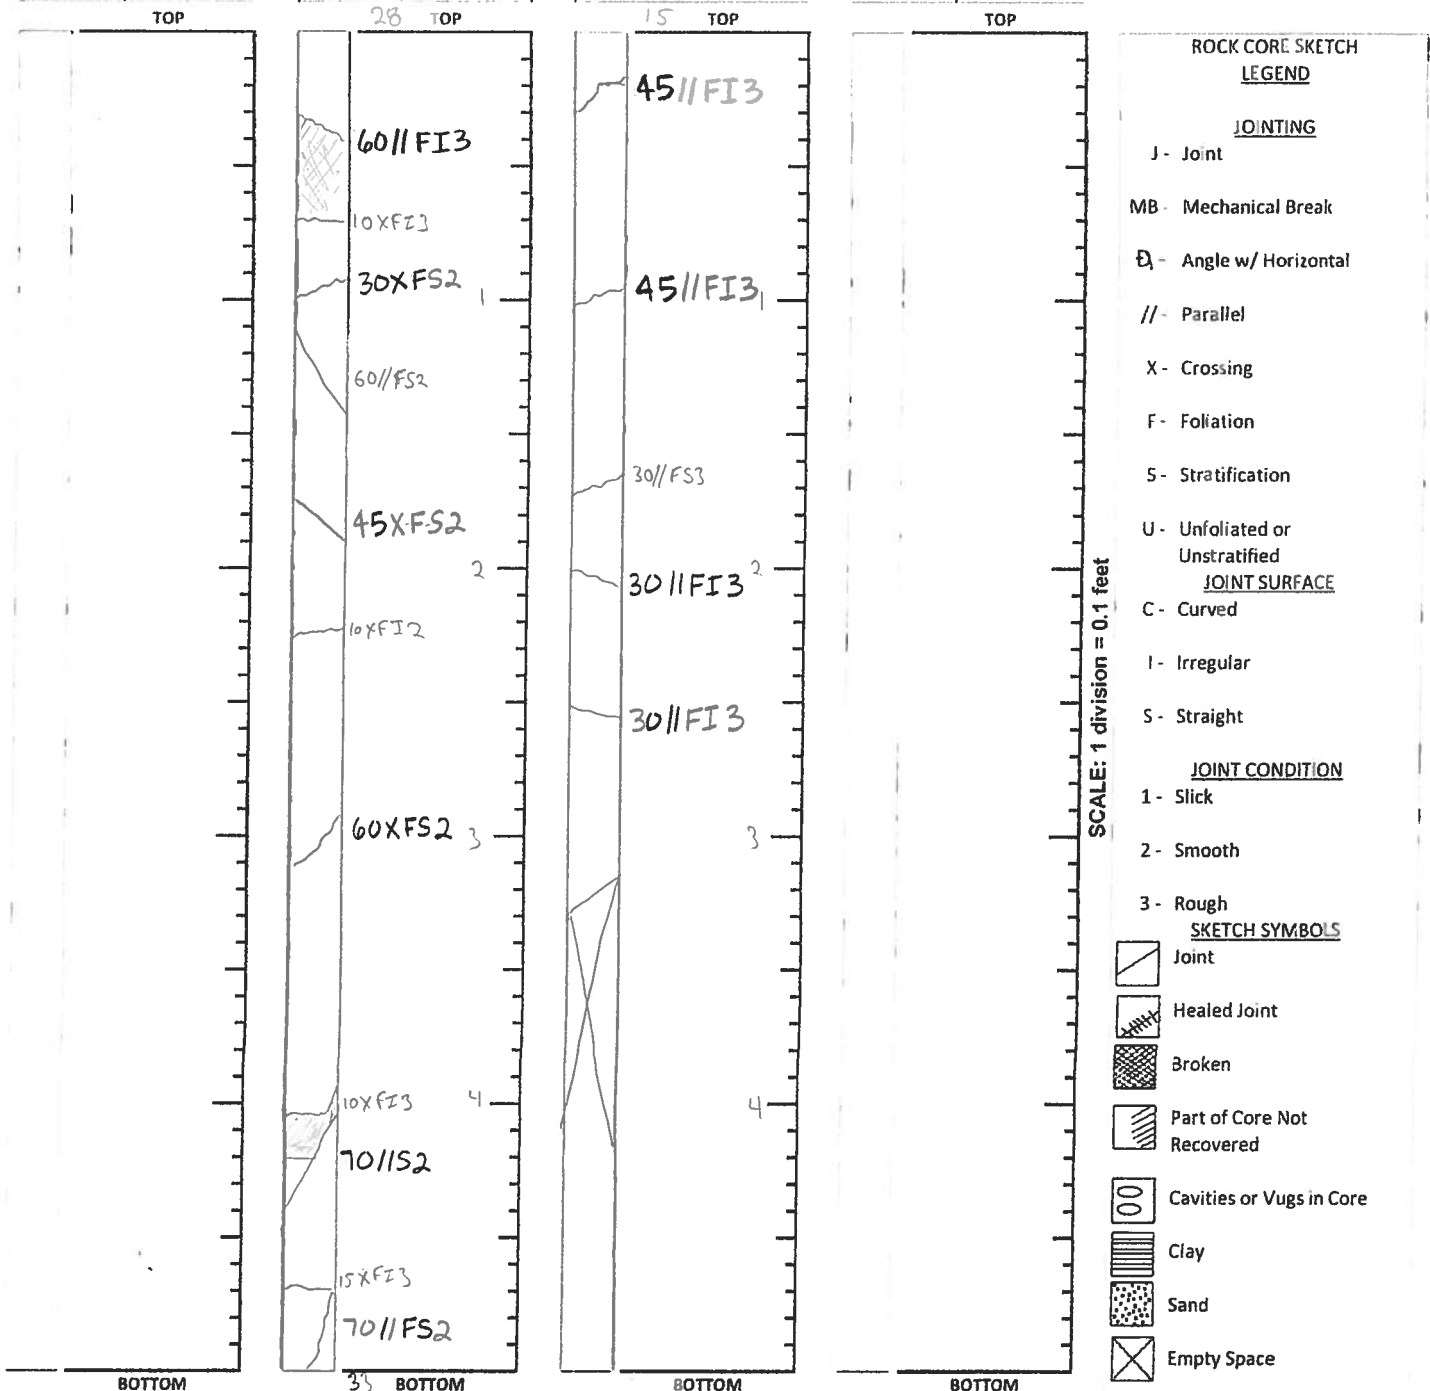 TOP
28 TOP
15 TOP
TOP
60//FI3
10XFI3
30XFS2
1
60//FS2
45XFS2
2
10XFI2
60XFS2
3
10XFI3
4
70//S2
15XFI3
70//FS2
45//FI3
45//FI3
1
30//FS3
30//FI3
2
30//FI3
3
4
SCALE: 1 division = 0.1 feet
BOTTOM
33 BOTTOM
BOTTOM
BOTTOM
ROCK CORE SKETCH
LEGEND
JOINTING
J - Joint
MB - Mechanical Break
Angle w/ Horizontal
// - Parallel
X - Crossing
F - Foliation
S - Stratification
U - Unfoliated or
Unstratified
JOINT SURFACE
C - Curved
I - Irregular
S - Straight
JOINT CONDITION
1 - Slick
2 - Smooth
3 - Rough
SKETCH SYMBOLS
Joint
Healed Joint
Broken
Part of Core Not
Recovered
Cavities or Vugs in Core
Clay
Sand
Empty Space